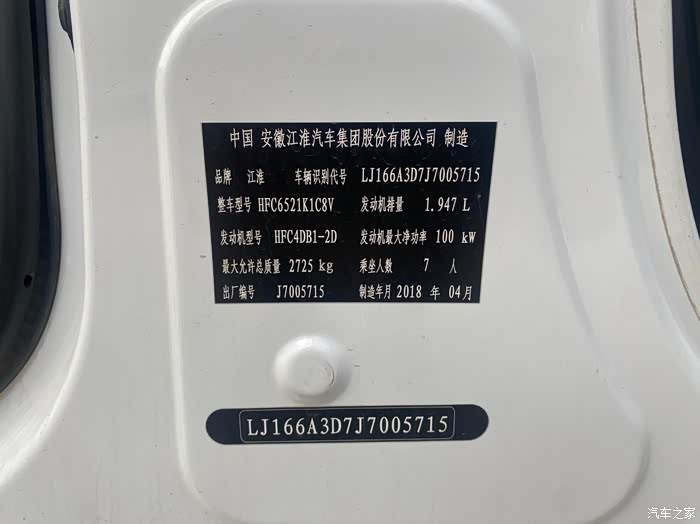 中国 安徽江淮汽车集团股份有限公司 制造
品牌 江淮 车辆识别代号 LJ166A3D7J7005715
整车型号 HFC6521K1C8V 发动机排量 1.947 L
发动机型号 HFC4DB1-2D 发动机最大净功率 100 kW
最大允许总质量 2725 kg 乘坐人数 7 人
出厂编号 J7005715 制造年月 2018 年 04月
LJ166A3D7J7005715
汽车之家